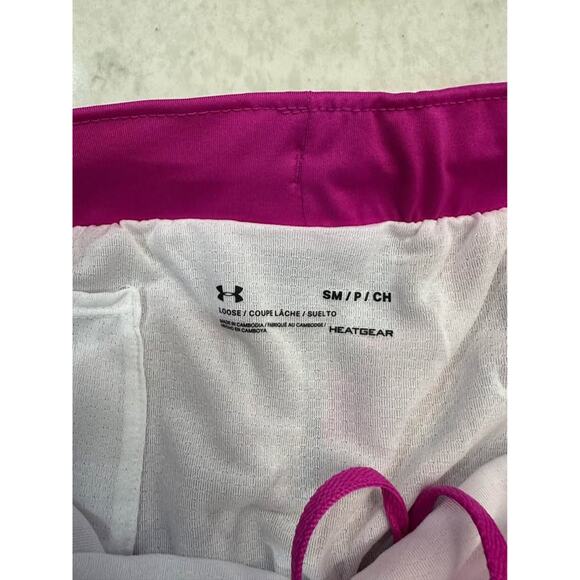 SM / P / CH
LOOSE / COUPE LÂCHE / SUELTO
MADE IN CAMBODIA / FABRIQUÉ AU CAMBODGE /
HECHO EN CAMBOYA
HEATGEAR